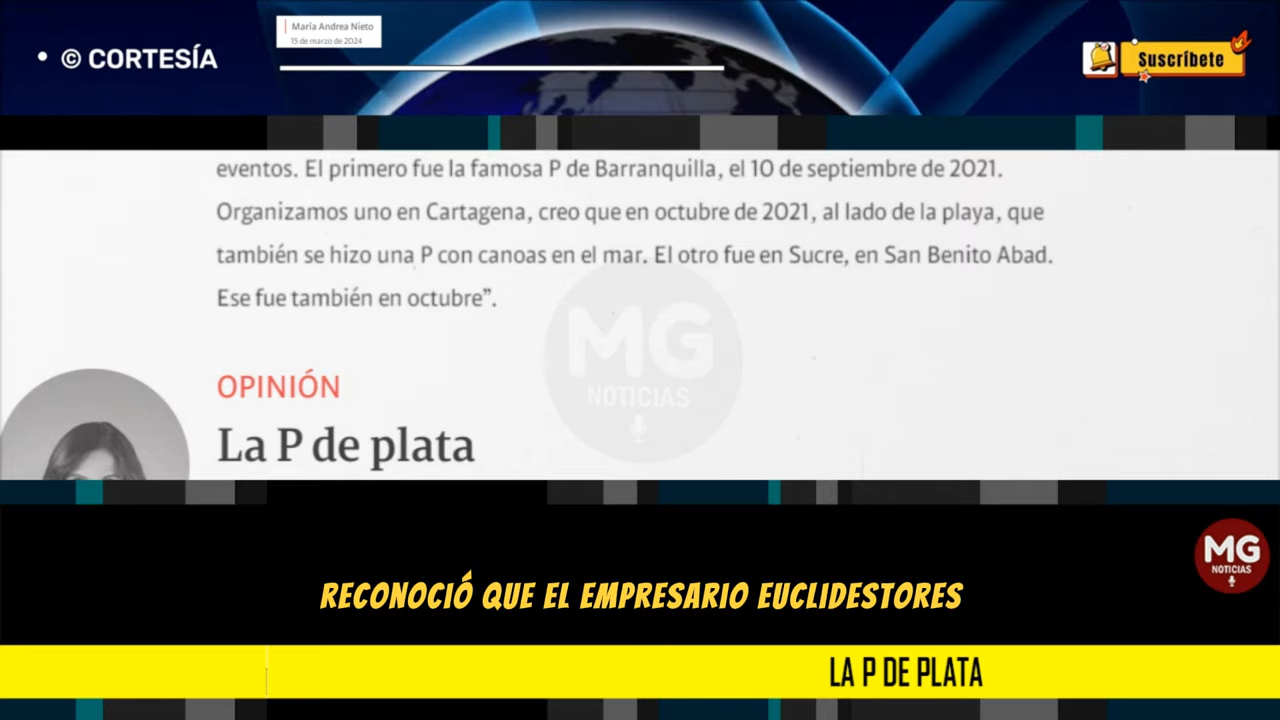 • © CORTESÍA
María Andrea Nieto
15 de marzo de 2024
Suscríbete
eventos. El primero fue la famosa P de Barranquilla, el 10 de septiembre de 2021.
Organizamos uno en Cartagena, creo que en octubre de 2021, al lado de la playa, que
también se hizo una P con canoas en el mar. El otro fue en Sucre, en San Benito Abad.
Ese fue también en octubre”.
MG
NOTICIAS
OPINIÓN
La P de plata
MG
NOTICIAS
RECONOCIÓ QUE EL EMPRESARIO EUCLIDESTORES
LA P DE PLATA